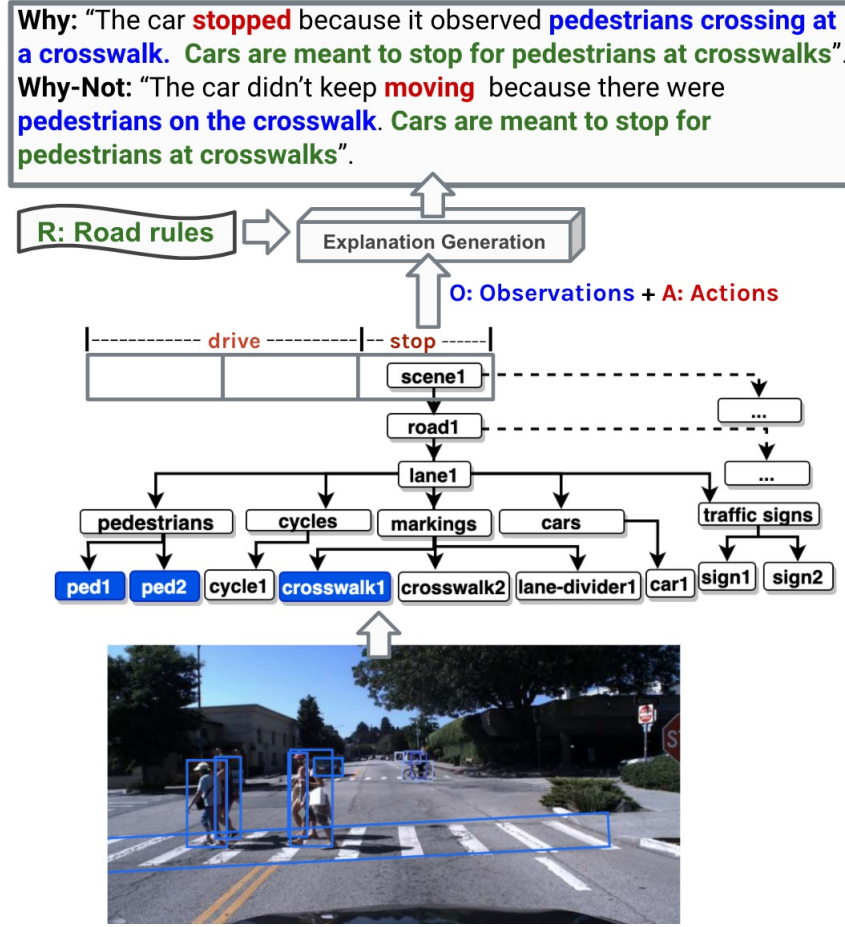 Why: “The car stopped because it observed pedestrians crossing at
a crosswalk. Cars are meant to stop for pedestrians at crosswalks”.
Why-Not: “The car didn’t keep moving because there were
pedestrians on the crosswalk. Cars are meant to stop for
pedestrians at crosswalks”.
R: Road rules
Explanation Generation
O: Observations + A: Actions
drive
stop
scene1
...
road1
...
lane1
pedestrians
cycles
markings
cars
traffic signs
ped1
ped2
cycle1
crosswalk1
crosswalk2
lane-divider1
car1
sign1
sign2